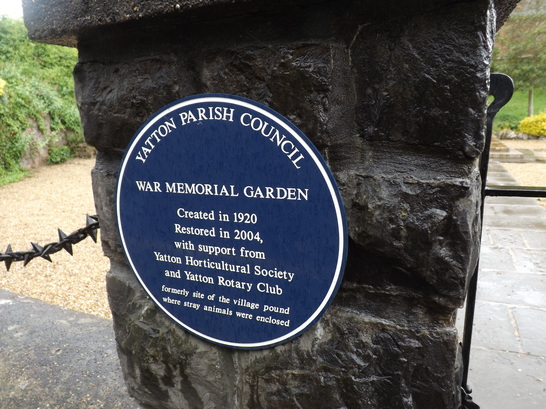 YATTON PARISH COUNCIL
WAR MEMORIAL GARDEN
Created in 1920
Restored in 2004,
with support from
Yatton Horticultural Society
and Yatton Rotary Club
formerly site of the village pound
where stray animals were enclosed